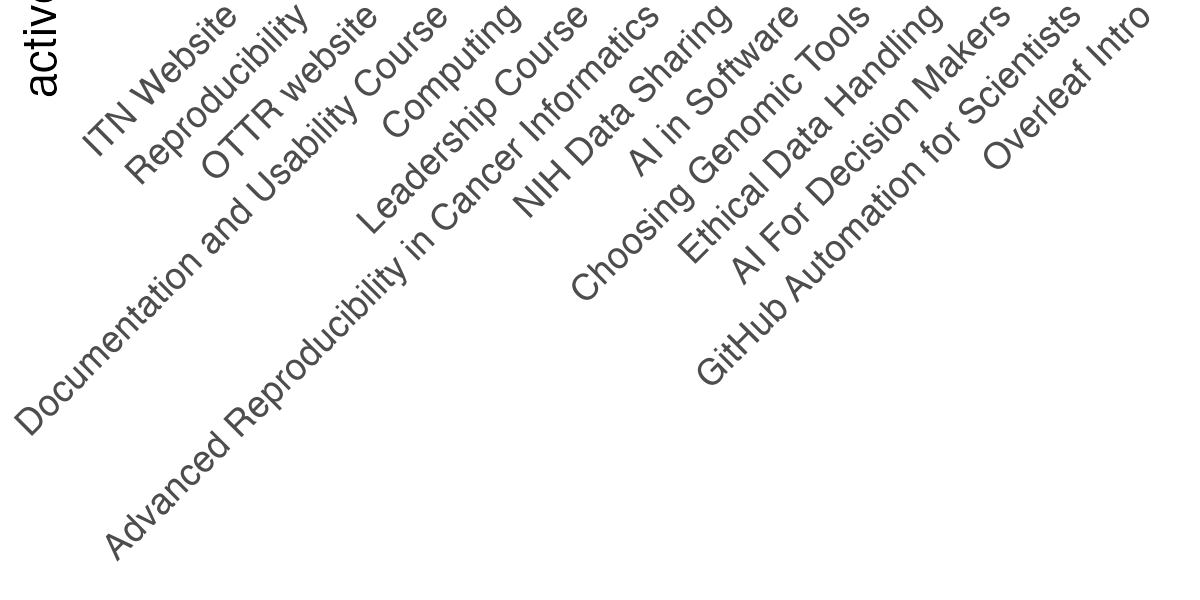 active
ITN Website
Reproducibility
OTTR website
Documentation and Usability Course
Computing
Leadership Course
Advanced Reproducibility in Cancer Informatics
NIH Data Sharing
AI in Software
Choosing Genomic Tools
Ethical Data Handling
AI For Decision Makers
GitHub Automation for Scientists
Overleaf Intro